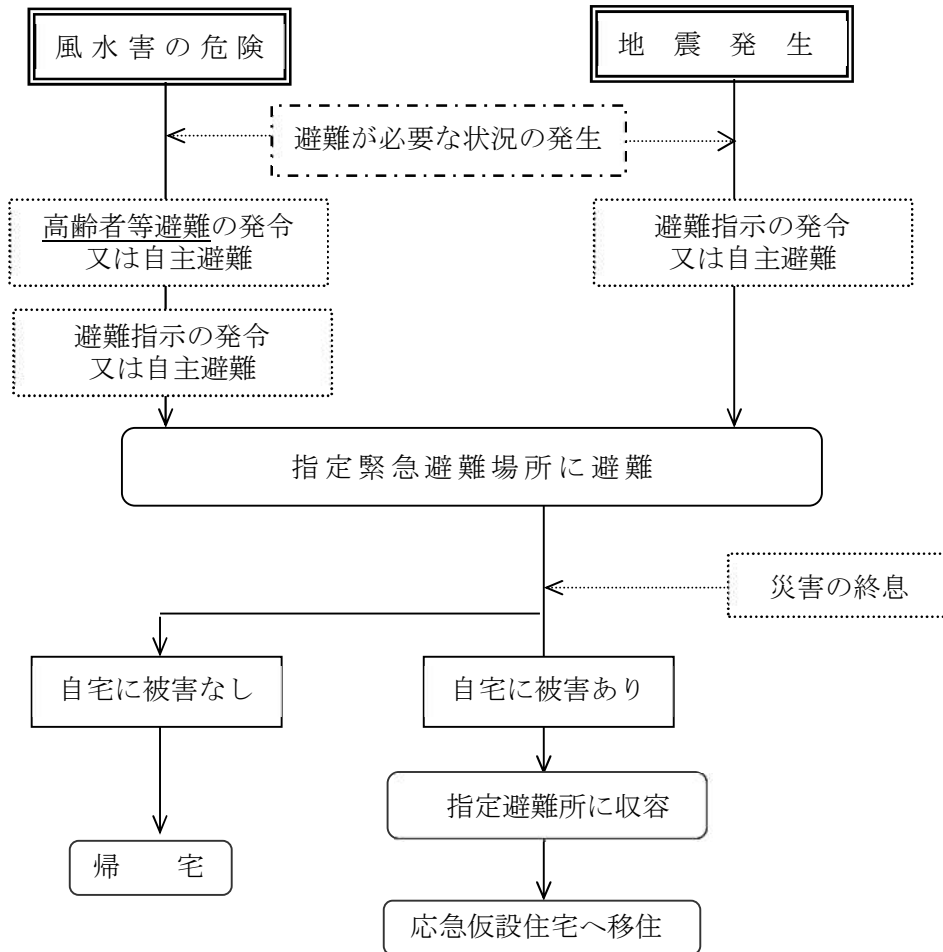 風水害の危険
地震発生
避難が必要な状況の発生
高齢者等避難の発令
又は自主避難
避難指示の発令
又は自主避難
避難指示の発令
又は自主避難
指定緊急避難場所に避難
災害の終息
自宅に被害なし
自宅に被害あり
指定避難所に収容
帰宅
応急仮設住宅へ移住